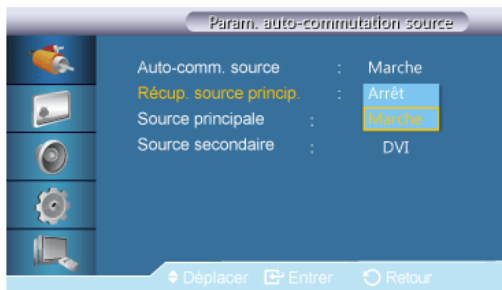 Param. auto-commutation source
Auto-comm. source : Marche
Récup. source princip. : Arrêt
Marche
Source principale :
Source secondaire : DVI
Déplacer Entrer Retour